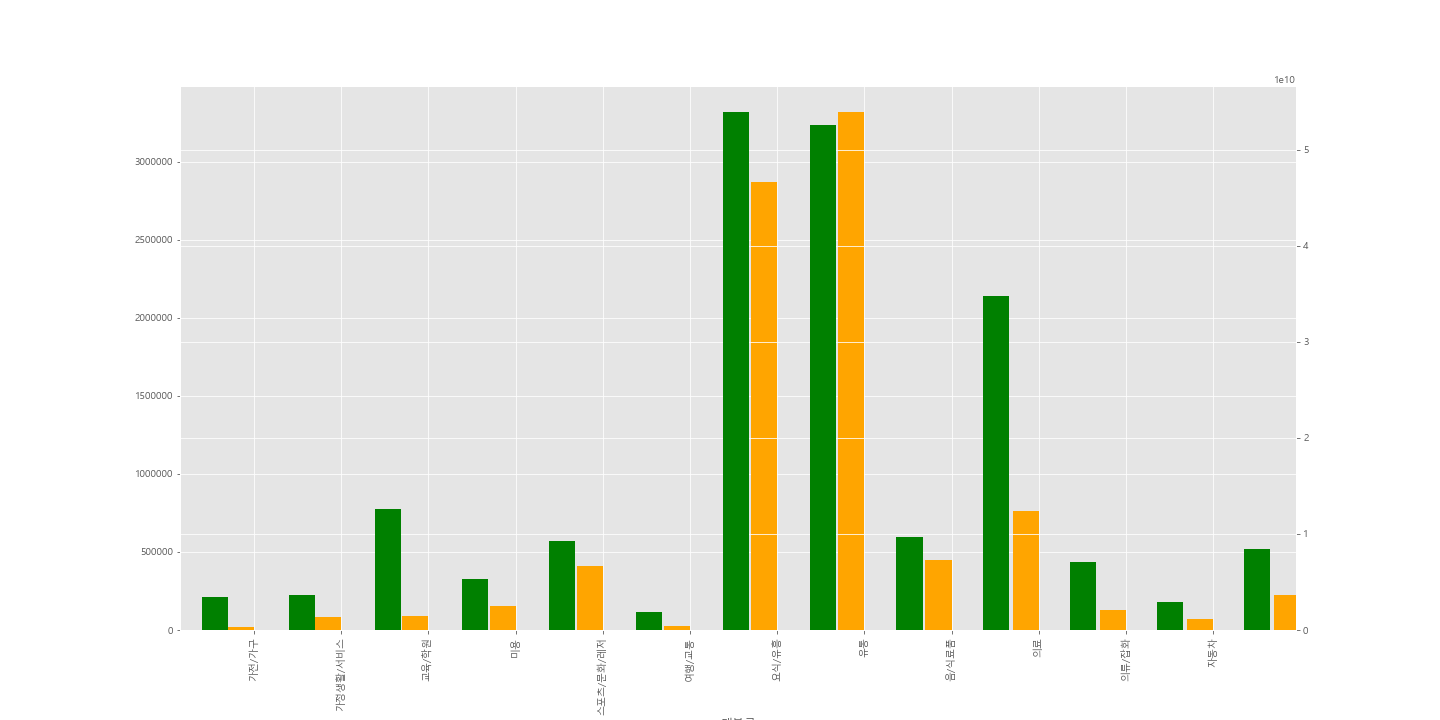 1e10
3000000
2500000
2000000
1500000
1000000
500000
0
5
4
3
2
1
0
가전/가구
가정생활/서비스
교육/학원
미용
스포츠/문화/레저
여행/교통
요식/유흥
유통
음/식료품
의료
의류/잡화
자동차